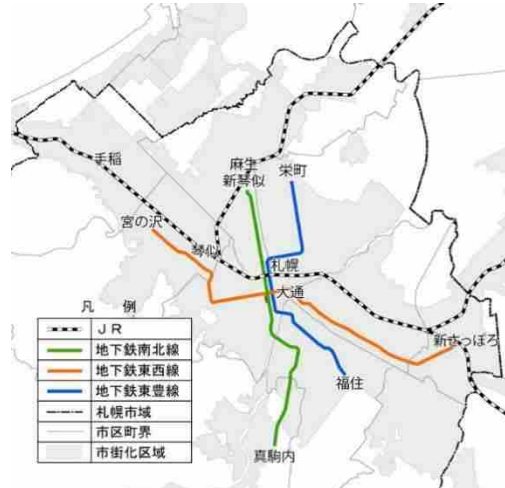 手稲
麻生
新琴似
栄町
宮の沢
琴似
札幌
大通
新さっぽろ
福住
真駒内
凡 例
JR
地下鉄南北線
地下鉄東西線
地下鉄東豊線
札幌市域
市区町界
市街化区域